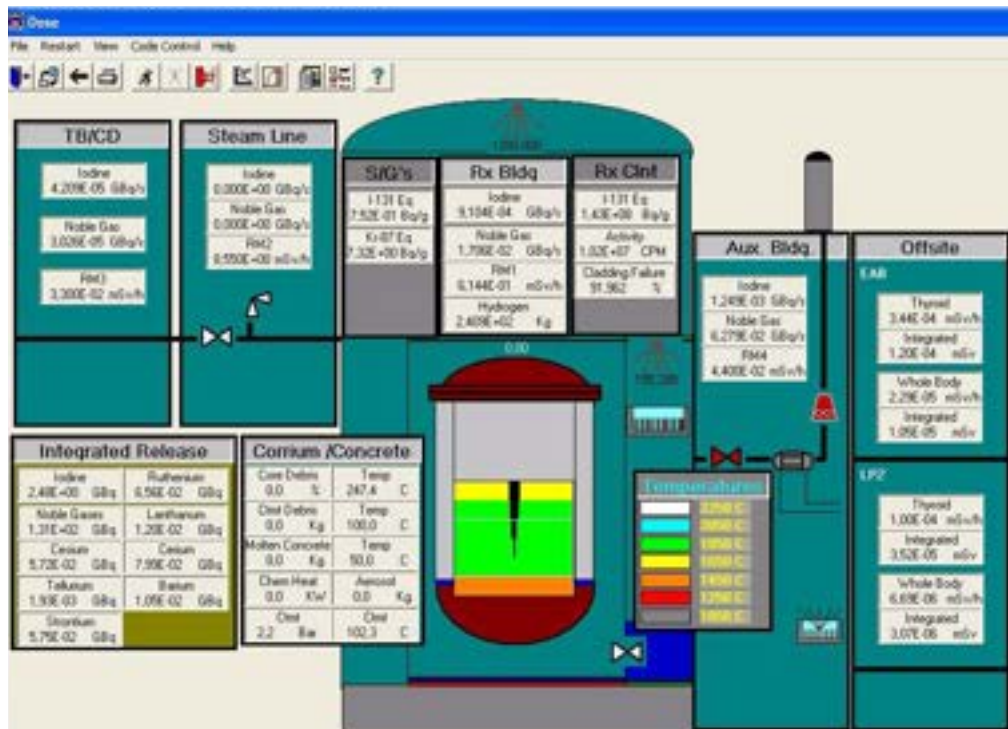 Dose
File Restart View Code Control Help
TB/CD
Iodine
4,209E-05 GBq/s
Noble Gas
3,026E-05 GBq/s
RM3
3,300E-02 mSv/h
Steam Line
Iodine
0,000E+00 GBq/s
Noble Gas
0,000E+00 GBq/s
RM2
S/G's
I-131 Eq
7.92E-01 Bq/g
Kr-87 Eq
7.32E+00 Bq/g
Rx Bldg
Iodine
9,104E-04 GBq/s
Noble Gas
1,706E-02 GBq/s
RM1
6,144E-01 mSv/h
Hydrogen
2,409E+02 Kg
Rx Clnt
I-131 Eq
1,43E+08 Bq/g
Activity
1,02E+07 CPM
Cladding/Failure
91,962 %
0,00
Aux. Bldg.
Iodine
1,249E-03 GBq/s
Noble Gas
6,279E-02 GBq/s
RM4
4,400E-02 mSv/h
Offsite
EAB
Thyroid
3,44E-04 mSv/h
Integrated
1,20E-04 mSv
Whole Body
2,29E-05 mSv/h
Integrated
1,05E-05 mSv
LPZ
Thyroid
1,00E-04 mSv/h
Integrated
3,52E-05 mSv
Whole Body
6,69E-06 mSv/h
Integrated
3,07E-06 mSv
Integrated Release
Iodine
2,48E+00 GBq
Ruthenium
6,56E-02 GBq
Noble Gases
1,31E+02 GBq
Lanthanum
1,20E-02 GBq
Cesium
5,72E-02 GBq
Cerium
7,99E-02 GBq
Tellurium
1,93E-03 GBq
Barium
1,05E-02 GBq
Strontium
5,75E-02 GBq
Corrium /Concrete
Core Debris
0,0 %
Temp
247,4 C
Ctmt Debris
0,0 Kg
Temp
100,0 C
Molten Concrete
0,0 Kg
Temp
50,0 C
Chem Heat
0,0 KW
Aerosol
0,0 Kg
Ctmt
2,2 Bar
Ctmt
102,3 C
Temperatures
2250 C
2050 C
1850 C
1650 C
1450 C
1250 C
1050 C